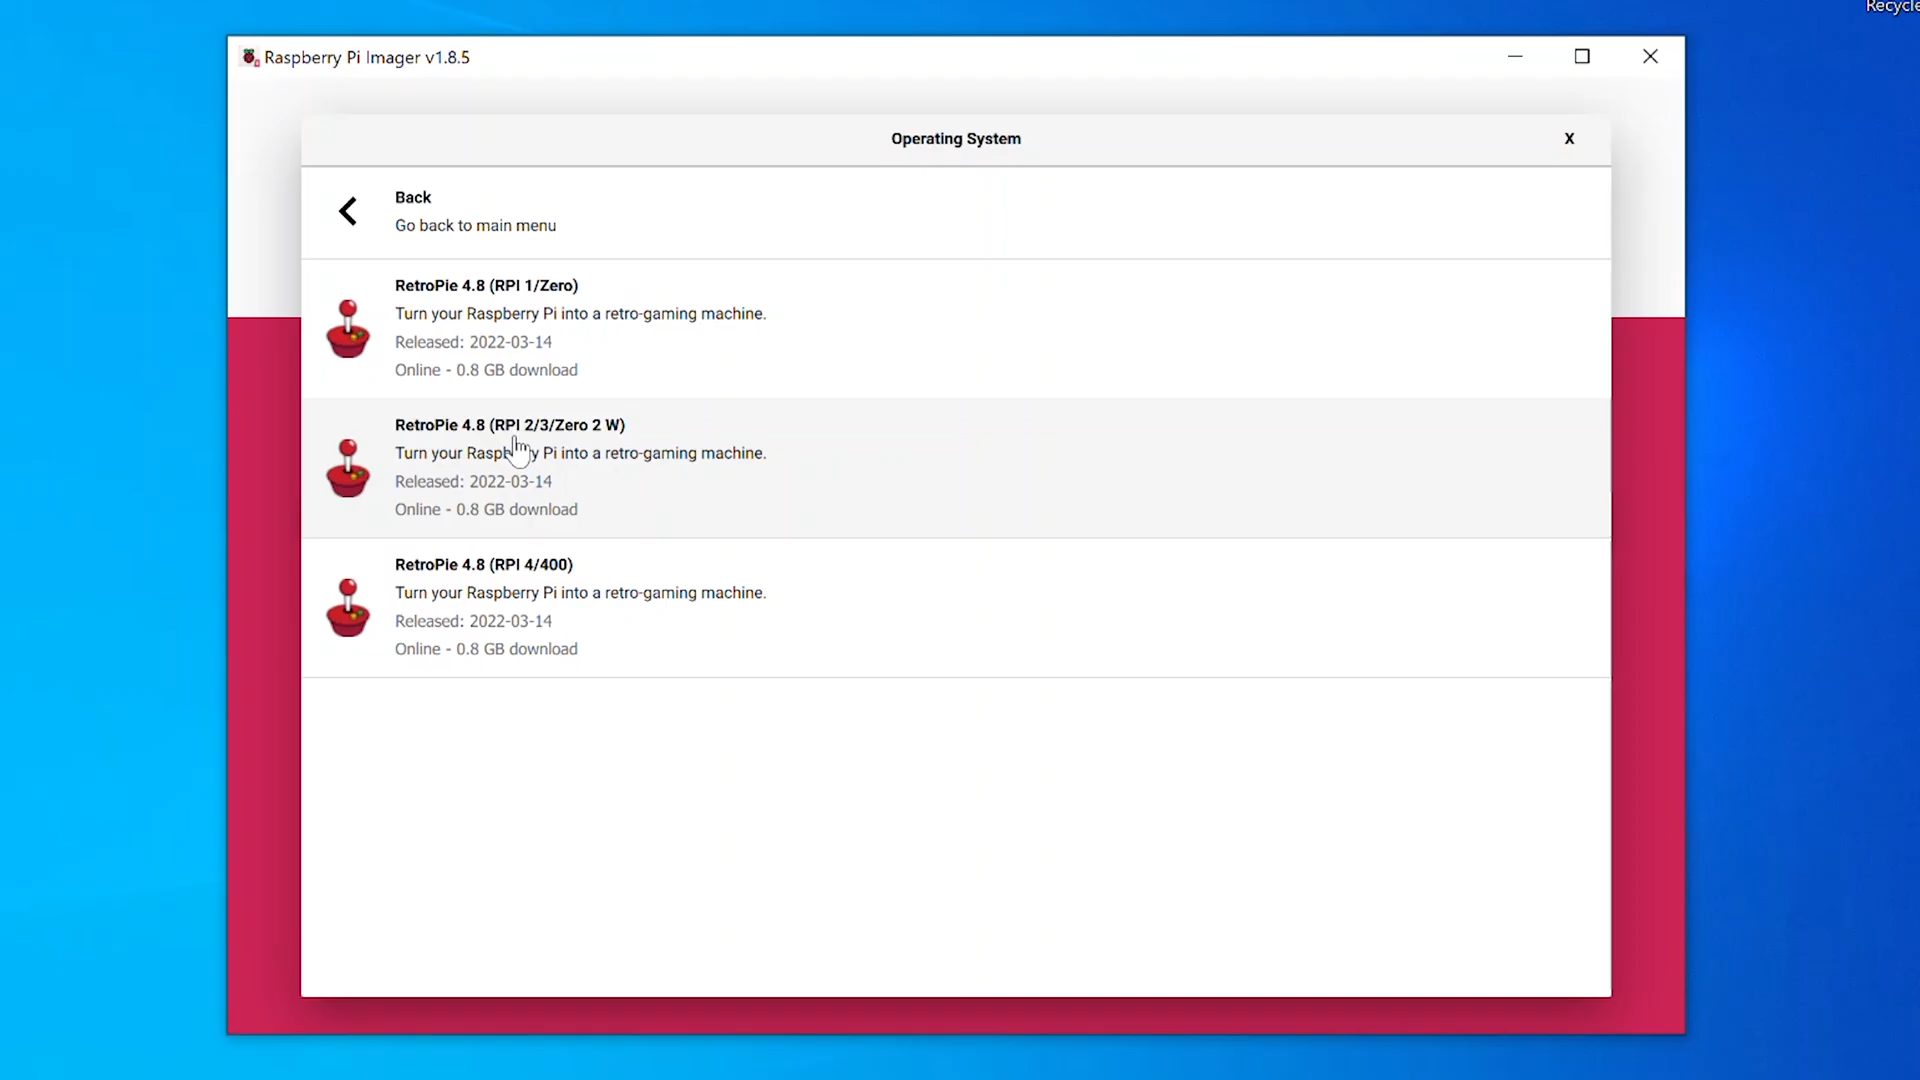 Recycle
Raspberry Pi Imager v1.8.5
Operating System
X
Back
Go back to main menu
RetroPie 4.8 (RPI 1/Zero)
Turn your Raspberry Pi into a retro-gaming machine.
Released: 2022-03-14
Online - 0.8 GB download
RetroPie 4.8 (RPI 2/3/Zero 2 W)
Turn your Raspberry Pi into a retro-gaming machine.
Released: 2022-03-14
Online - 0.8 GB download
RetroPie 4.8 (RPI 4/400)
Turn your Raspberry Pi into a retro-gaming machine.
Released: 2022-03-14
Online - 0.8 GB download